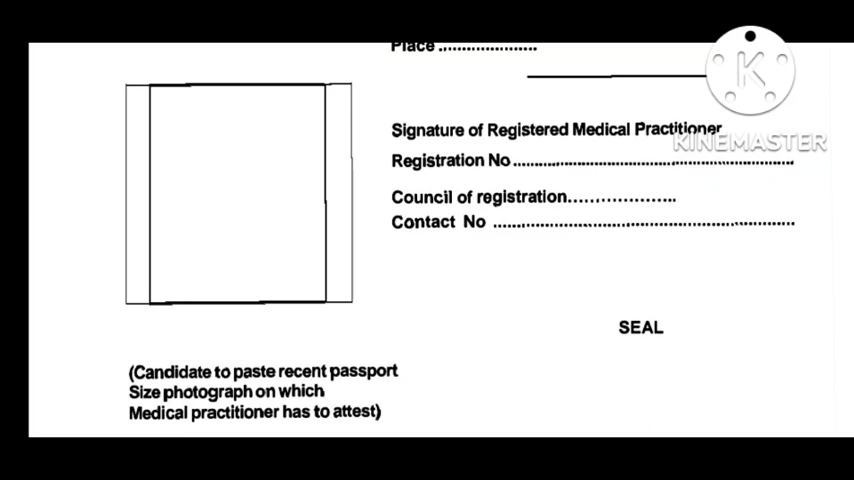 Place ......................
Signature of Registered Medical Practitioner
KINEMASTER
Registration No ................................................................
Council of registration......................
Contact No .....................................................................
SEAL
(Candidate to paste recent passport
Size photograph on which
Medical practitioner has to attest)